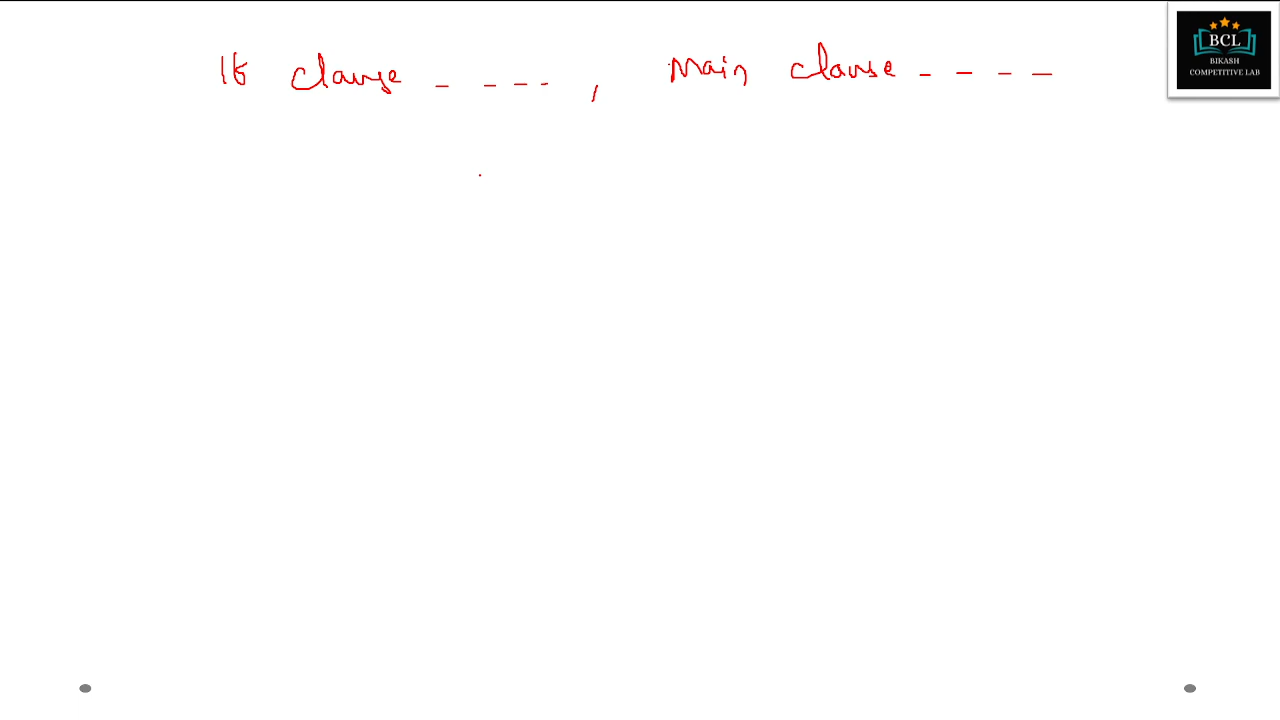 If clause _ _ _ _ , Main clause _ _ _ _
BCL
BIKASH
COMPETITIVE LAB